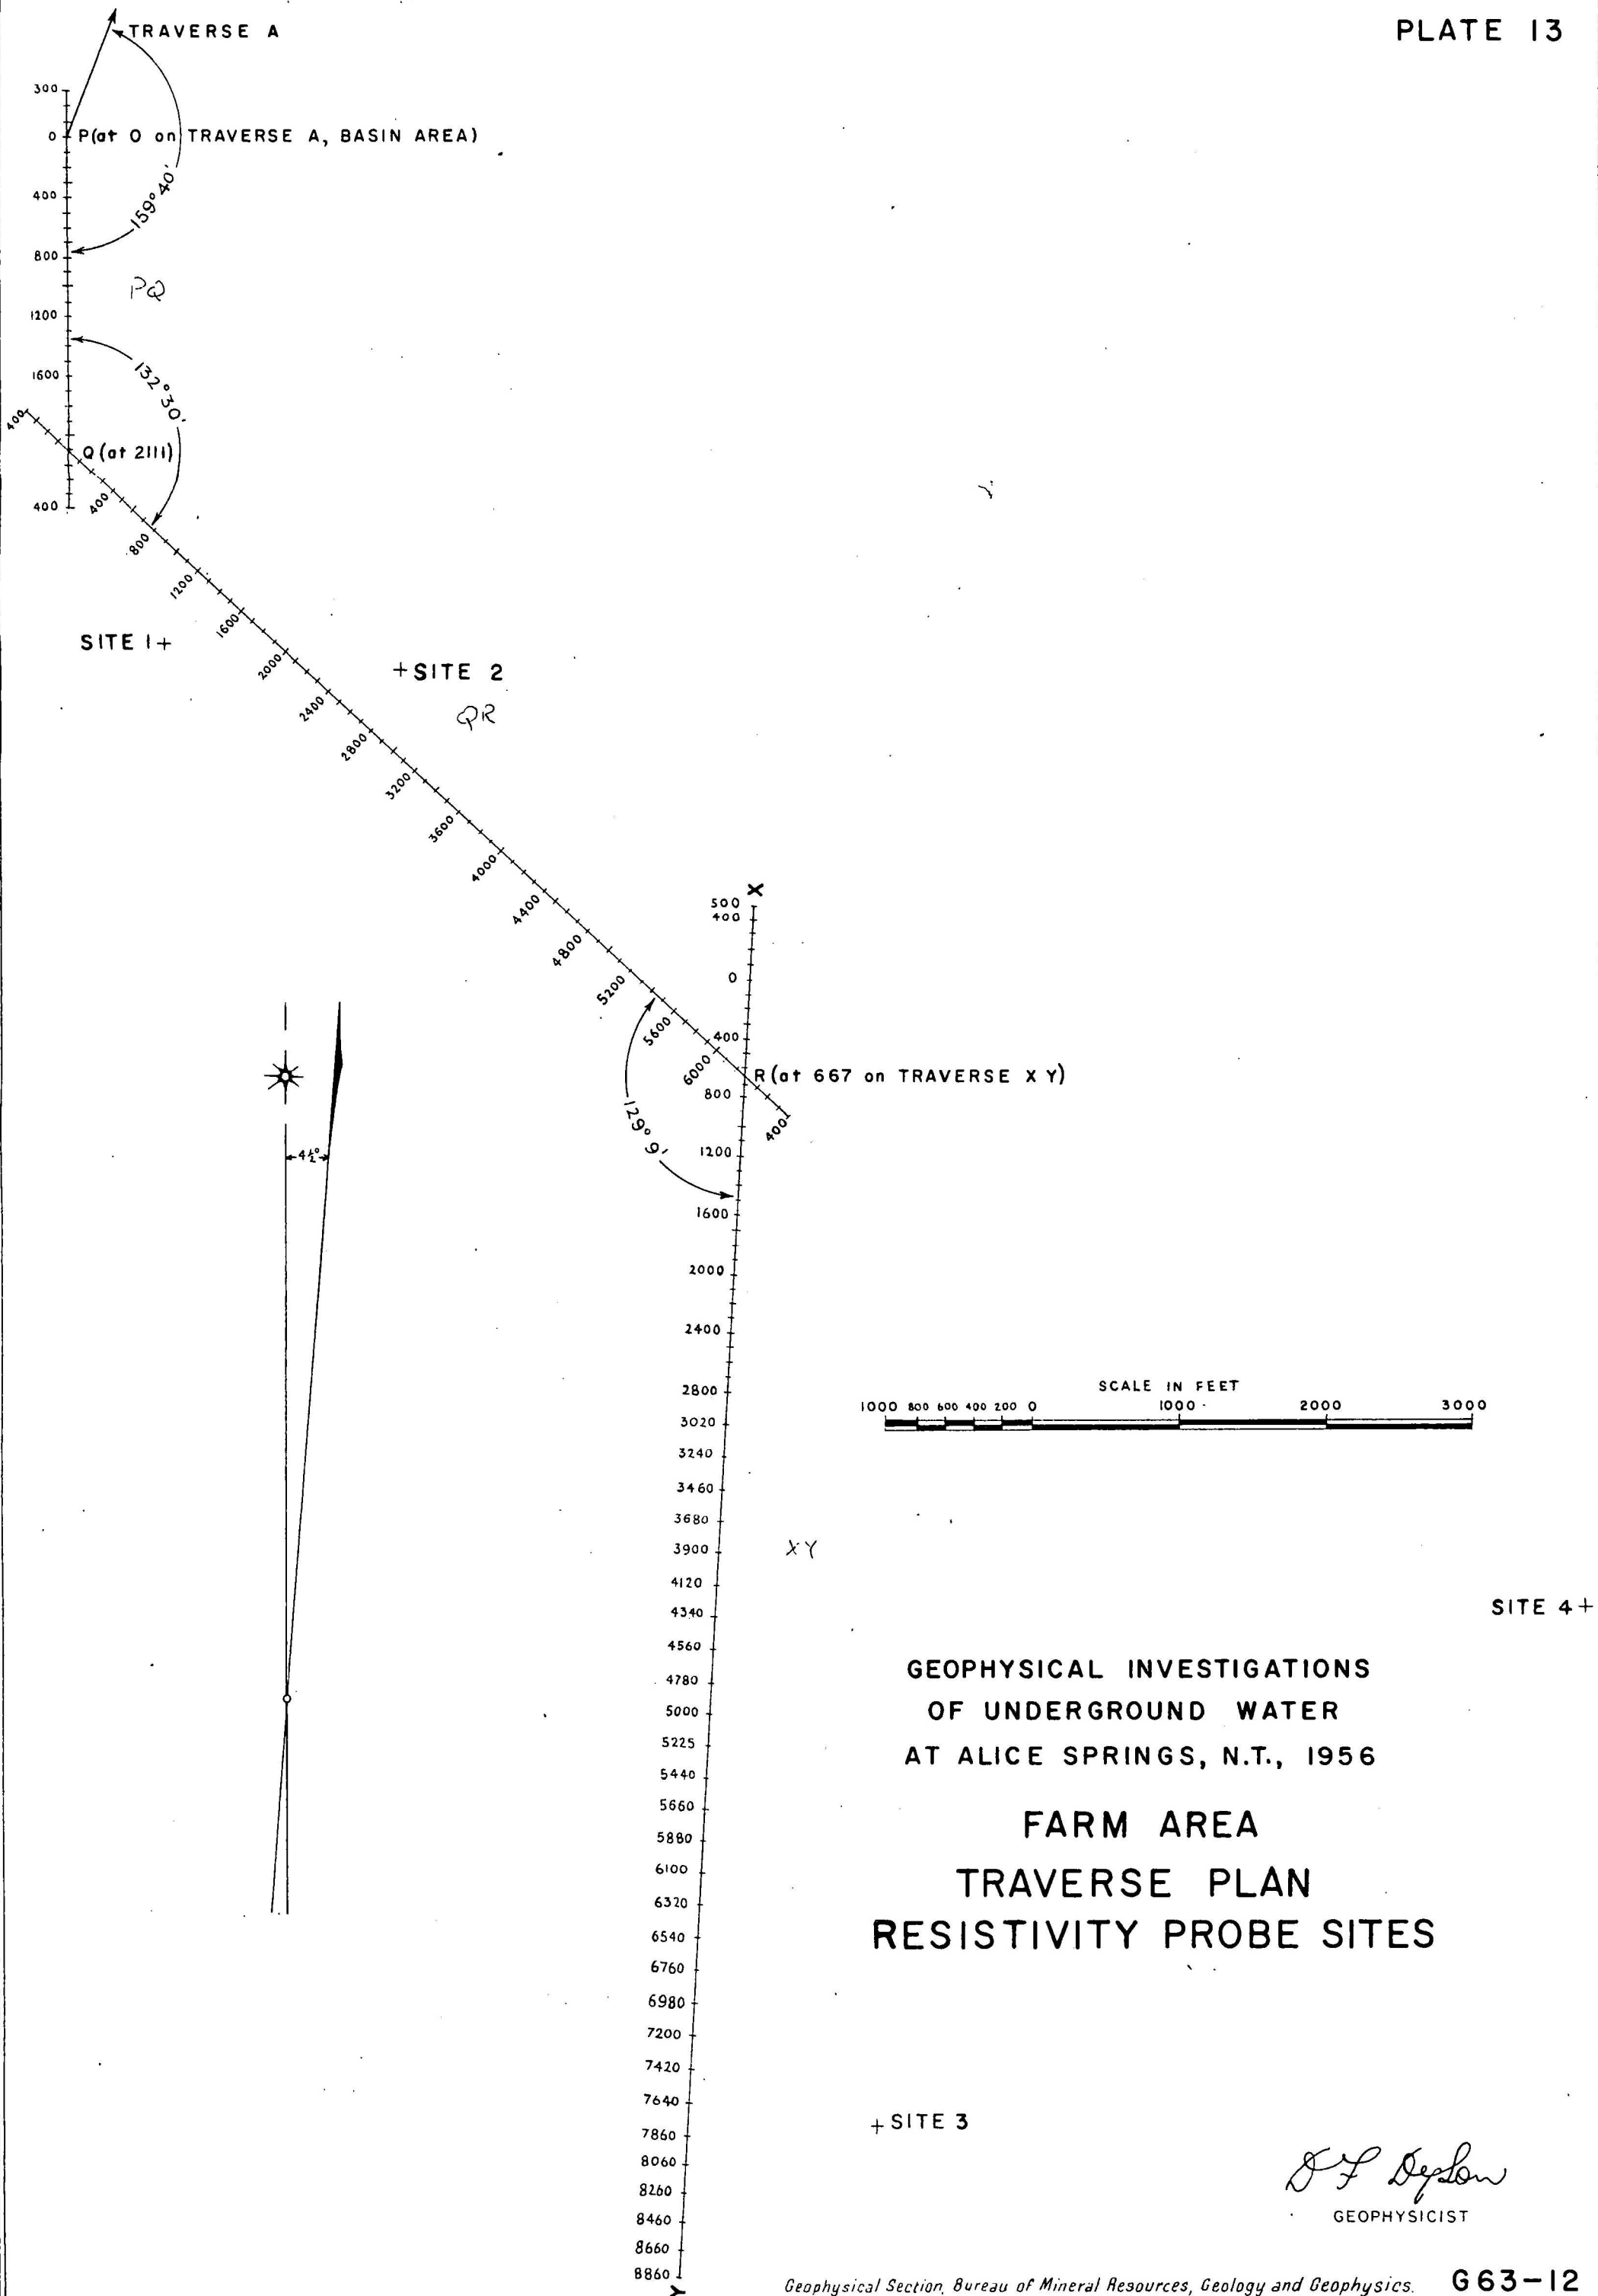 PLATE 13
TRAVERSE A
300
0
P(at 0 on TRAVERSE A, BASIN AREA)
400
159°40'
800
PQ
1200
132°30'
1600
400
Q(at 2111)
400
400
800
1200
1600
SITE 1+
2000
+SITE 2
2400
QR
2800
3200
3600
4000
4400
4800
5200
5600
6000
400
X
500
400
0
400
R(at 667 on TRAVERSE X Y)
800
129° 9'
1200
1600
2000
2400
2800
3020
3240
3460
3680
3900
4120
4340
4560
4780
5000
5225
5440
5660
5880
6100
6320
6540
6760
6980
7200
7420
7640
7860
8060
8260
8460
8660
8860
Y
XY
4½°
SCALE IN FEET
1000 800 600 400 200 0 1000 2000 3000
SITE 4+
GEOPHYSICAL INVESTIGATIONS
OF UNDERGROUND WATER
AT ALICE SPRINGS, N.T., 1956
FARM AREA
TRAVERSE PLAN
RESISTIVITY PROBE SITES
+SITE 3
D F Dyson
GEOPHYSICIST
Geophysical Section, Bureau of Mineral Resources, Geology and Geophysics. G63-12